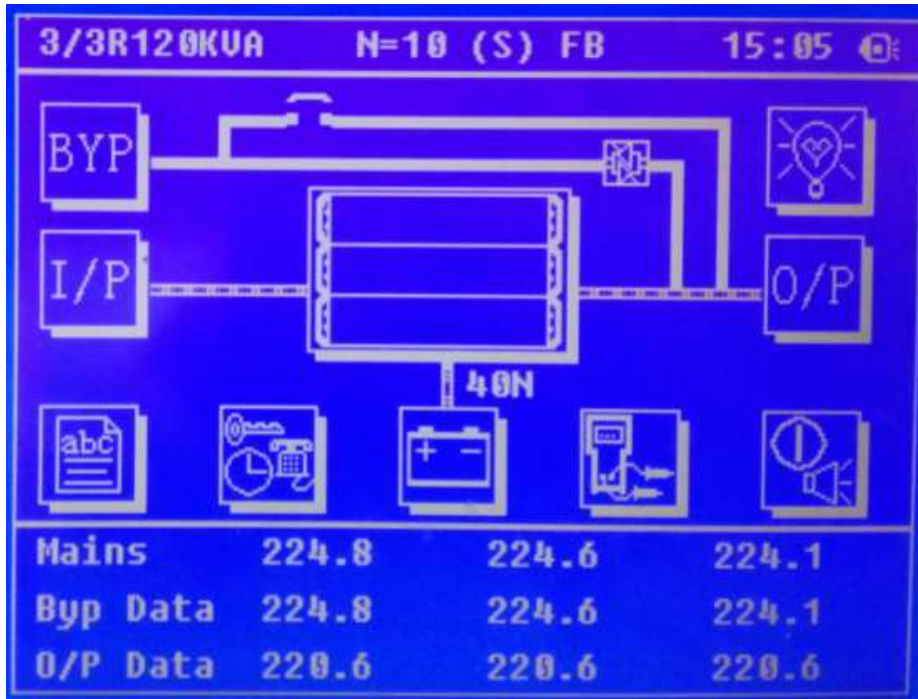 3/3R120KVA N=10 (S) FB 15:05
BYP
I/P
O/P
40N
abc
Mains 224.8 224.6 224.1
Byp Data 224.8 224.6 224.1
O/P Data 220.6 220.6 220.6